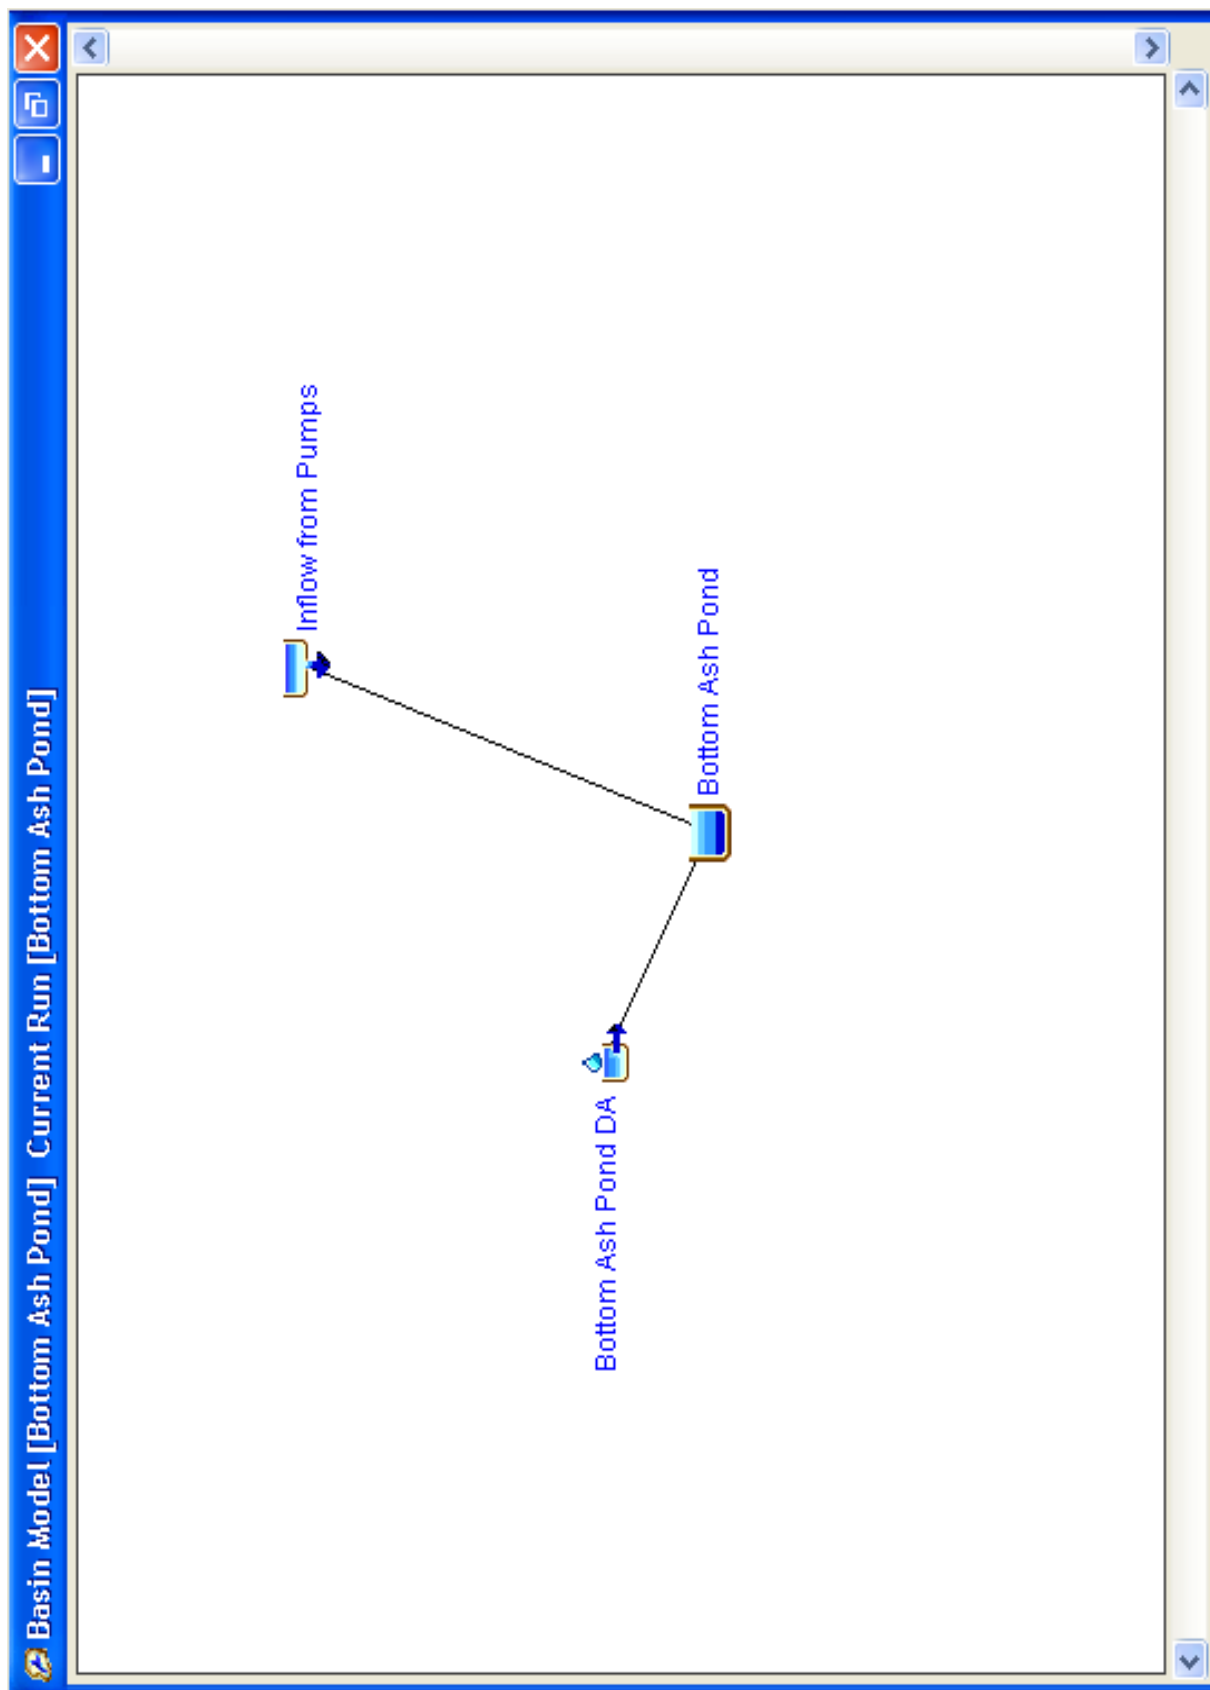 Basin Model [Bottom Ash Pond] Current Run [Bottom Ash Pond]
Inflow from Pumps
Bottom Ash Pond
Bottom Ash Pond DA